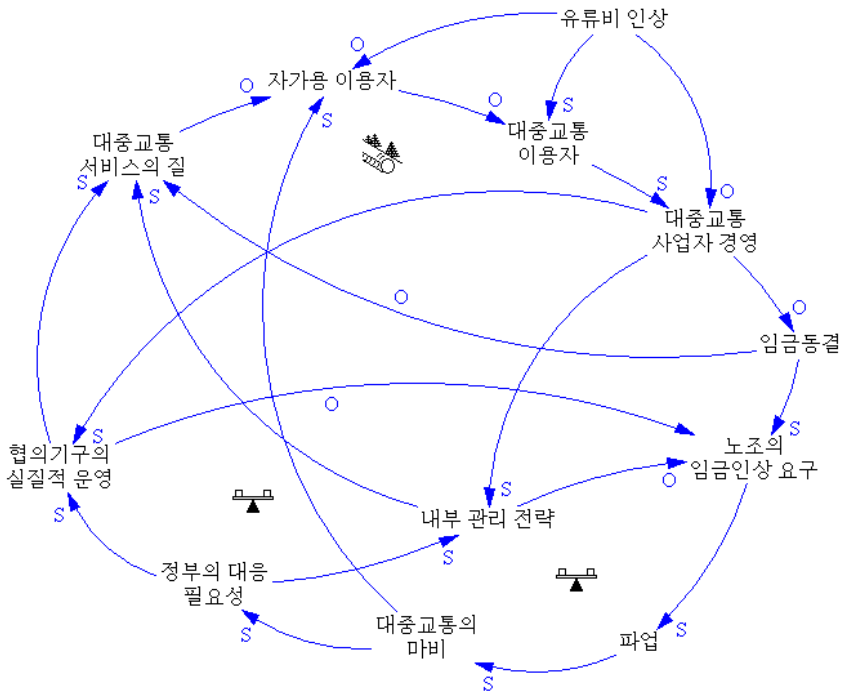 유류비 인상
O
O
자가용 이용자
O
S
S
대중교통
이용자
대중교통
서비스의 질
S
S
S
O
대중교통
사업자 경영
O
O
임금동결
O
S
S
협의기구의
실질적 운영
노조의
임금인상 요구
O
S
S
내부 관리 전략
S
정부의 대응
필요성
S
대중교통의
마비
파업
S
S